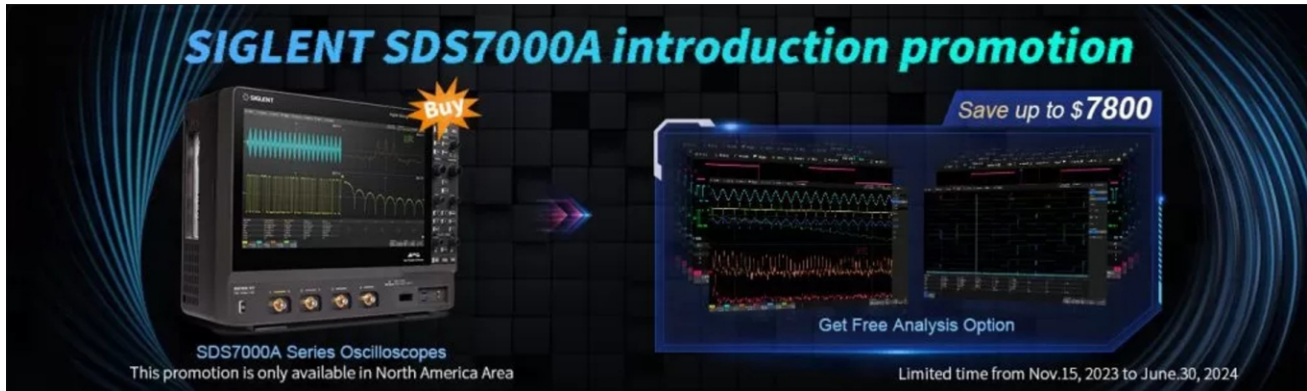 SIGLENT SDS7000A introduction promotion
SIGLENT
Buy
Save up to $7800
Get Free Analysis Option
SDS7000A Series Oscilloscopes
This promotion is only available in North America Area
Limited time from Nov.15, 2023 to June.30, 2024